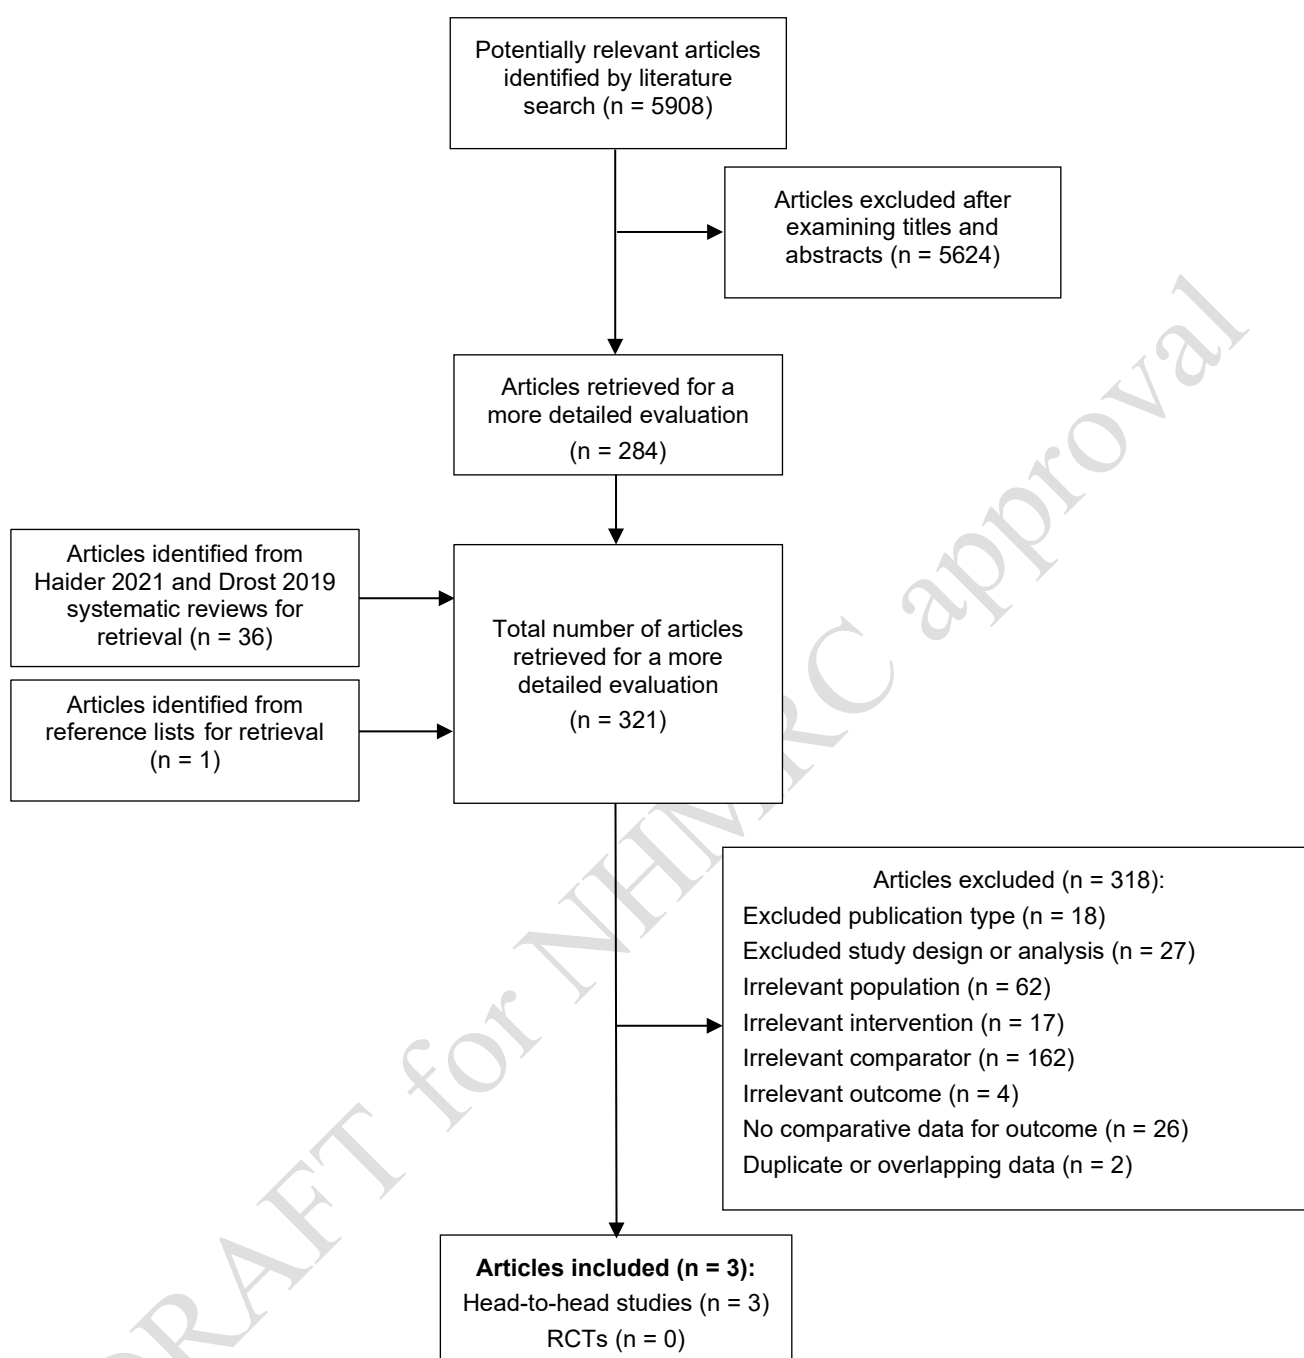 Potentially relevant articles
identified by literature
search (n = 5908)
Articles excluded after
examining titles and
abstracts (n = 5624)
Articles retrieved for a
more detailed evaluation
(n = 284)
Articles identified from
Haider 2021 and Drost 2019
systematic reviews for
retrieval (n = 36)
Articles identified from
reference lists for retrieval
(n = 1)
Total number of articles
retrieved for a more
detailed evaluation
(n = 321)
Articles excluded (n = 318):
Excluded publication type (n = 18)
Excluded study design or analysis (n = 27)
Irrelevant population (n = 62)
Irrelevant intervention (n = 17)
Irrelevant comparator (n = 162)
Irrelevant outcome (n = 4)
No comparative data for outcome (n = 26)
Duplicate or overlapping data (n = 2)
Articles included (n = 3):
Head-to-head studies (n = 3)
RCTs (n = 0)
DRAFT for NHMRC approval